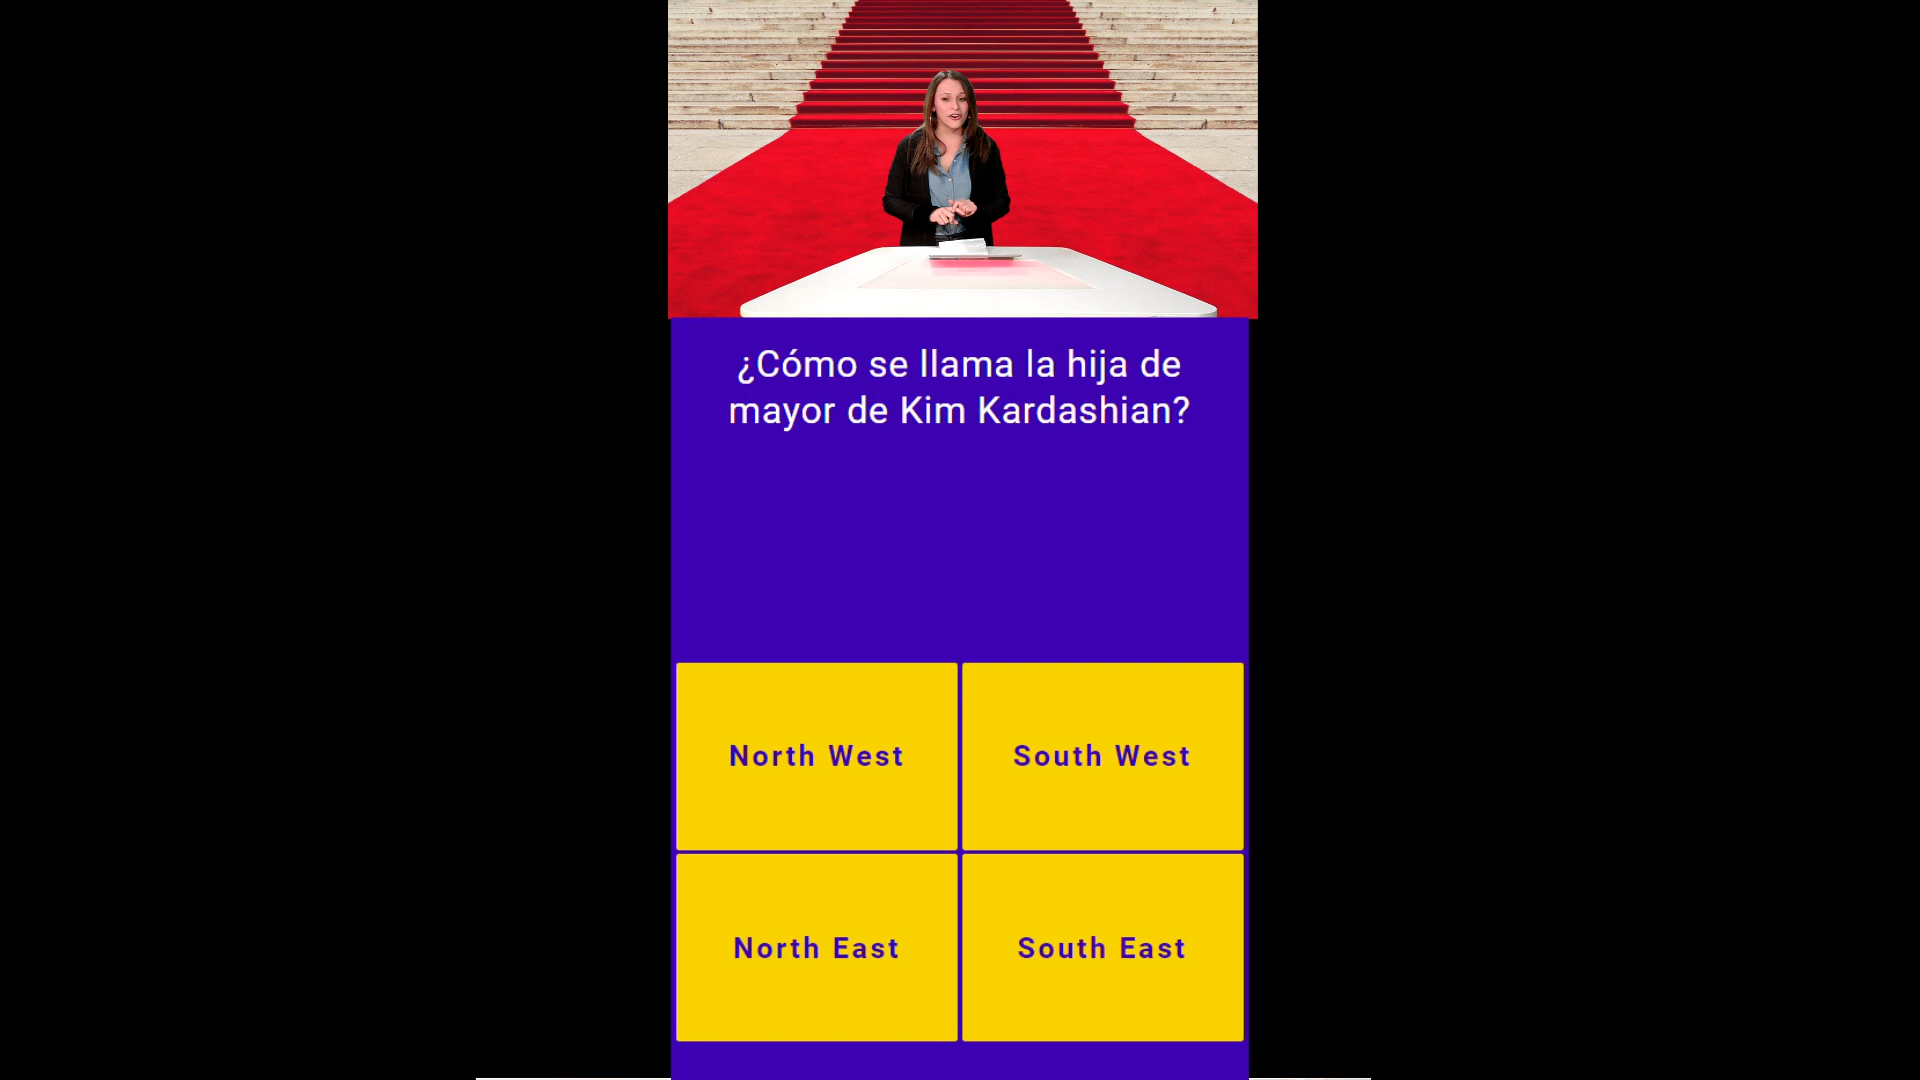 ¿Cómo se llama la hija de
mayor de Kim Kardashian?
North West
South West
North East
South East